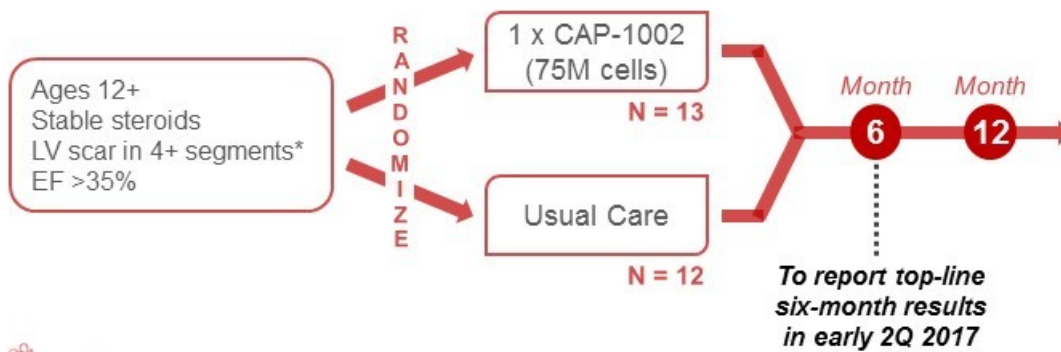 Ages 12+
Stable steroids
LV scar in 4+ segments*
EF >35%
RANDOMIZE
1 x CAP-1002
(75M cells)
N = 13
Usual Care
N = 12
Month
6
Month
12
To report top-line
six-month results
in early 2Q 2017